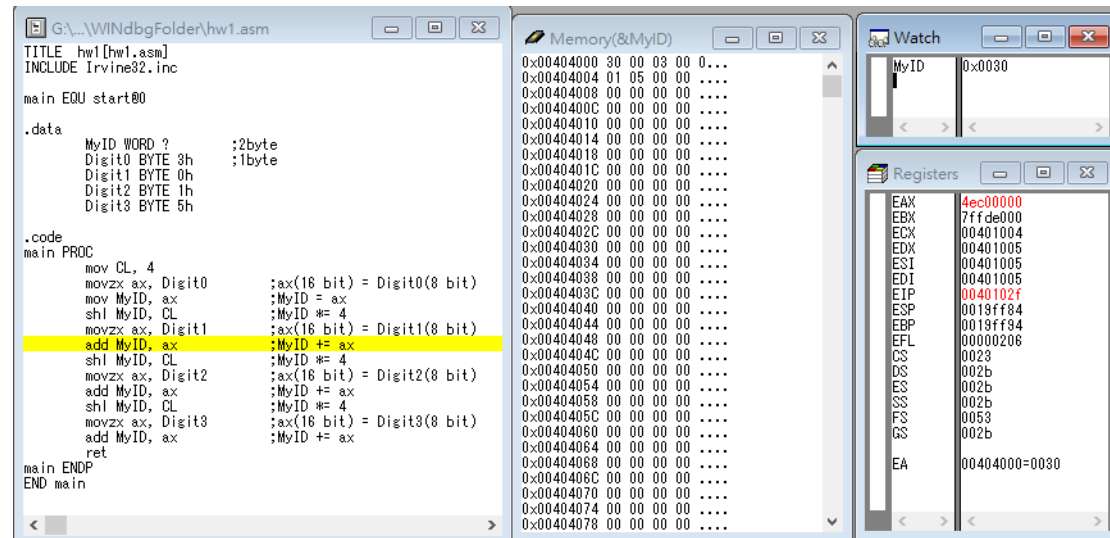 G:\...\WINdbgFolder\hw1.asm
TITLE hw1[hw1.asm]
INCLUDE Irvine32.inc
main EQU start@0
.data
MyID WORD ? ;2byte
Digit0 BYTE 3h ;1byte
Digit1 BYTE 0h
Digit2 BYTE 1h
Digit3 BYTE 5h
.code
main PROC
mov CL, 4
movzx ax, Digit0 ;ax(16 bit) = Digit0(8 bit)
mov MyID, ax ;MyID = ax
shl MyID, CL ;MyID *= 4
movzx ax, Digit1 ;ax(16 bit) = Digit1(8 bit)
add MyID, ax ;MyID += ax
shl MyID, CL ;MyID *= 4
movzx ax, Digit2 ;ax(16 bit) = Digit2(8 bit)
add MyID, ax ;MyID += ax
shl MyID, CL ;MyID *= 4
movzx ax, Digit3 ;ax(16 bit) = Digit3(8 bit)
add MyID, ax ;MyID += ax
ret
main ENDP
END main
Memory(&MyID)
0x00404000 30 00 03 00 0...
0x00404004 01 05 00 00 ....
0x00404008 00 00 00 00 ....
0x0040400C 00 00 00 00 ....
0x00404010 00 00 00 00 ....
0x00404014 00 00 00 00 ....
0x00404018 00 00 00 00 ....
0x0040401C 00 00 00 00 ....
0x00404020 00 00 00 00 ....
0x00404024 00 00 00 00 ....
0x00404028 00 00 00 00 ....
0x0040402C 00 00 00 00 ....
0x00404030 00 00 00 00 ....
0x00404034 00 00 00 00 ....
0x00404038 00 00 00 00 ....
0x0040403C 00 00 00 00 ....
0x00404040 00 00 00 00 ....
0x00404044 00 00 00 00 ....
0x00404048 00 00 00 00 ....
0x0040404C 00 00 00 00 ....
0x00404050 00 00 00 00 ....
0x00404054 00 00 00 00 ....
0x00404058 00 00 00 00 ....
0x0040405C 00 00 00 00 ....
0x00404060 00 00 00 00 ....
0x00404064 00 00 00 00 ....
0x00404068 00 00 00 00 ....
0x0040406C 00 00 00 00 ....
0x00404070 00 00 00 00 ....
0x00404074 00 00 00 00 ....
0x00404078 00 00 00 00 ....
Watch
MyID 0x0030
Registers
EAX 4ec00000
EBX 7ffde000
ECX 00401004
EDX 00401005
ESI 00401005
EDI 00401005
EIP 0040102f
ESP 0019ff84
EBP 0019ff94
EFL 00000206
CS 0023
DS 002b
ES 002b
SS 002b
FS 0053
GS 002b
EA 00404000=0030